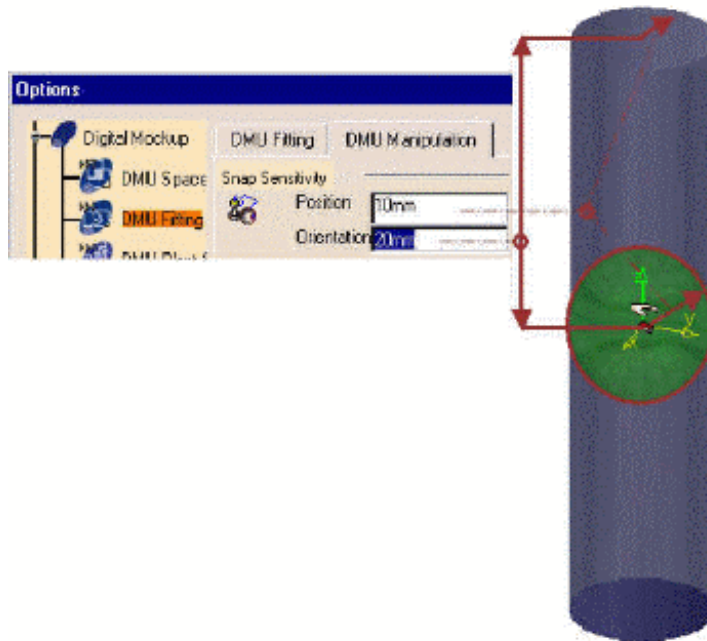 Options
Digital Mockup
DMU Fitting
DMU Manipulation
DMU Space
Snap Sensitivity
Position
10mm
DMU Fitting
Orientation
20mm